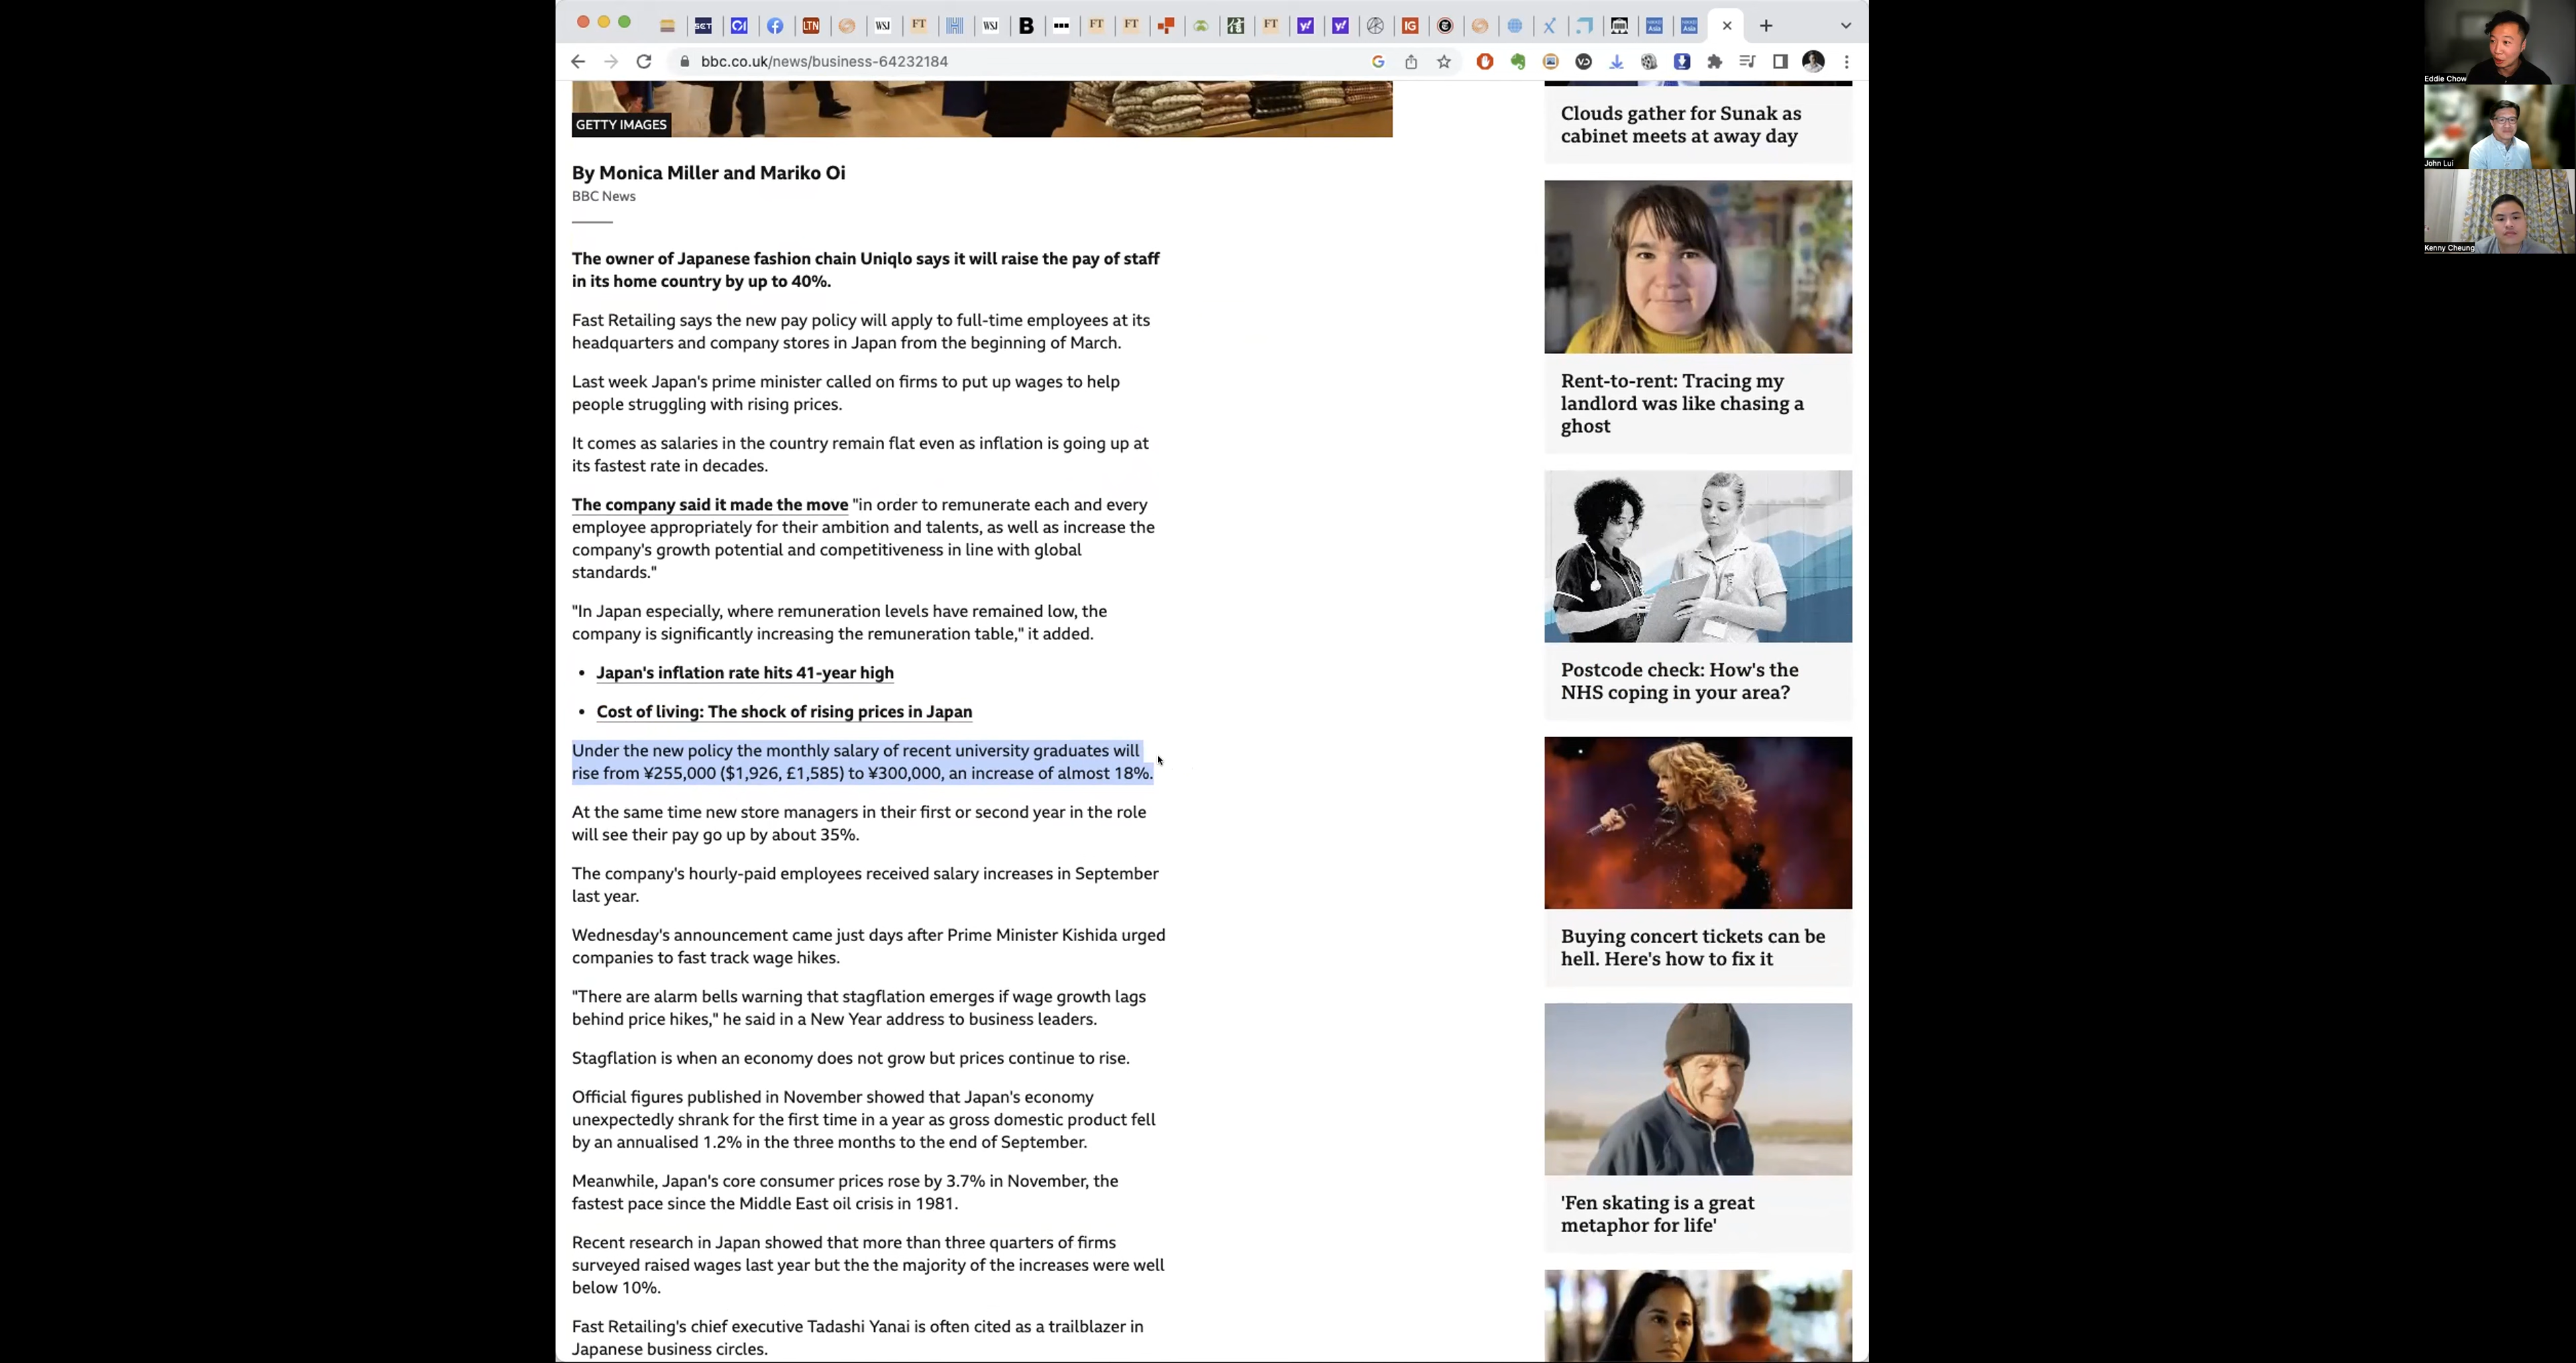 SET
LTN
WSJ
FT
WSJ
B
FT
FT
FT
y!
y!
IG
NIKKEI
Asia
NIKKEI
Asia
bbc.co.uk/news/business-64232184
GETTY IMAGES
By Monica Miller and Mariko Oi
BBC News
The owner of Japanese fashion chain Uniqlo says it will raise the pay of staff
in its home country by up to 40%.
Fast Retailing says the new pay policy will apply to full-time employees at its
headquarters and company stores in Japan from the beginning of March.
Last week Japan's prime minister called on firms to put up wages to help
people struggling with rising prices.
It comes as salaries in the country remain flat even as inflation is going up at
its fastest rate in decades.
The company said it made the move "in order to remunerate each and every
employee appropriately for their ambition and talents, as well as increase the
company's growth potential and competitiveness in line with global
standards."
"In Japan especially, where remuneration levels have remained low, the
company is significantly increasing the remuneration table," it added.
• Japan's inflation rate hits 41-year high
• Cost of living: The shock of rising prices in Japan
Under the new policy the monthly salary of recent university graduates will
rise from ¥255,000 ($1,926, £1,585) to ¥300,000, an increase of almost 18%.
At the same time new store managers in their first or second year in the role
will see their pay go up by about 35%.
The company's hourly-paid employees received salary increases in September
last year.
Wednesday's announcement came just days after Prime Minister Kishida urged
companies to fast track wage hikes.
"There are alarm bells warning that stagflation emerges if wage growth lags
behind price hikes," he said in a New Year address to business leaders.
Stagflation is when an economy does not grow but prices continue to rise.
Official figures published in November showed that Japan's economy
unexpectedly shrank for the first time in a year as gross domestic product fell
by an annualised 1.2% in the three months to the end of September.
Meanwhile, Japan's core consumer prices rose by 3.7% in November, the
fastest pace since the Middle East oil crisis in 1981.
Recent research in Japan showed that more than three quarters of firms
surveyed raised wages last year but the the majority of the increases were well
below 10%.
Fast Retailing's chief executive Tadashi Yanai is often cited as a trailblazer in
Japanese business circles.
Clouds gather for Sunak as
cabinet meets at away day
Rent-to-rent: Tracing my
landlord was like chasing a
ghost
Postcode check: How's the
NHS coping in your area?
Buying concert tickets can be
hell. Here's how to fix it
'Fen skating is a great
metaphor for life'
Eddie Chow
John Lui
Kenny Cheung